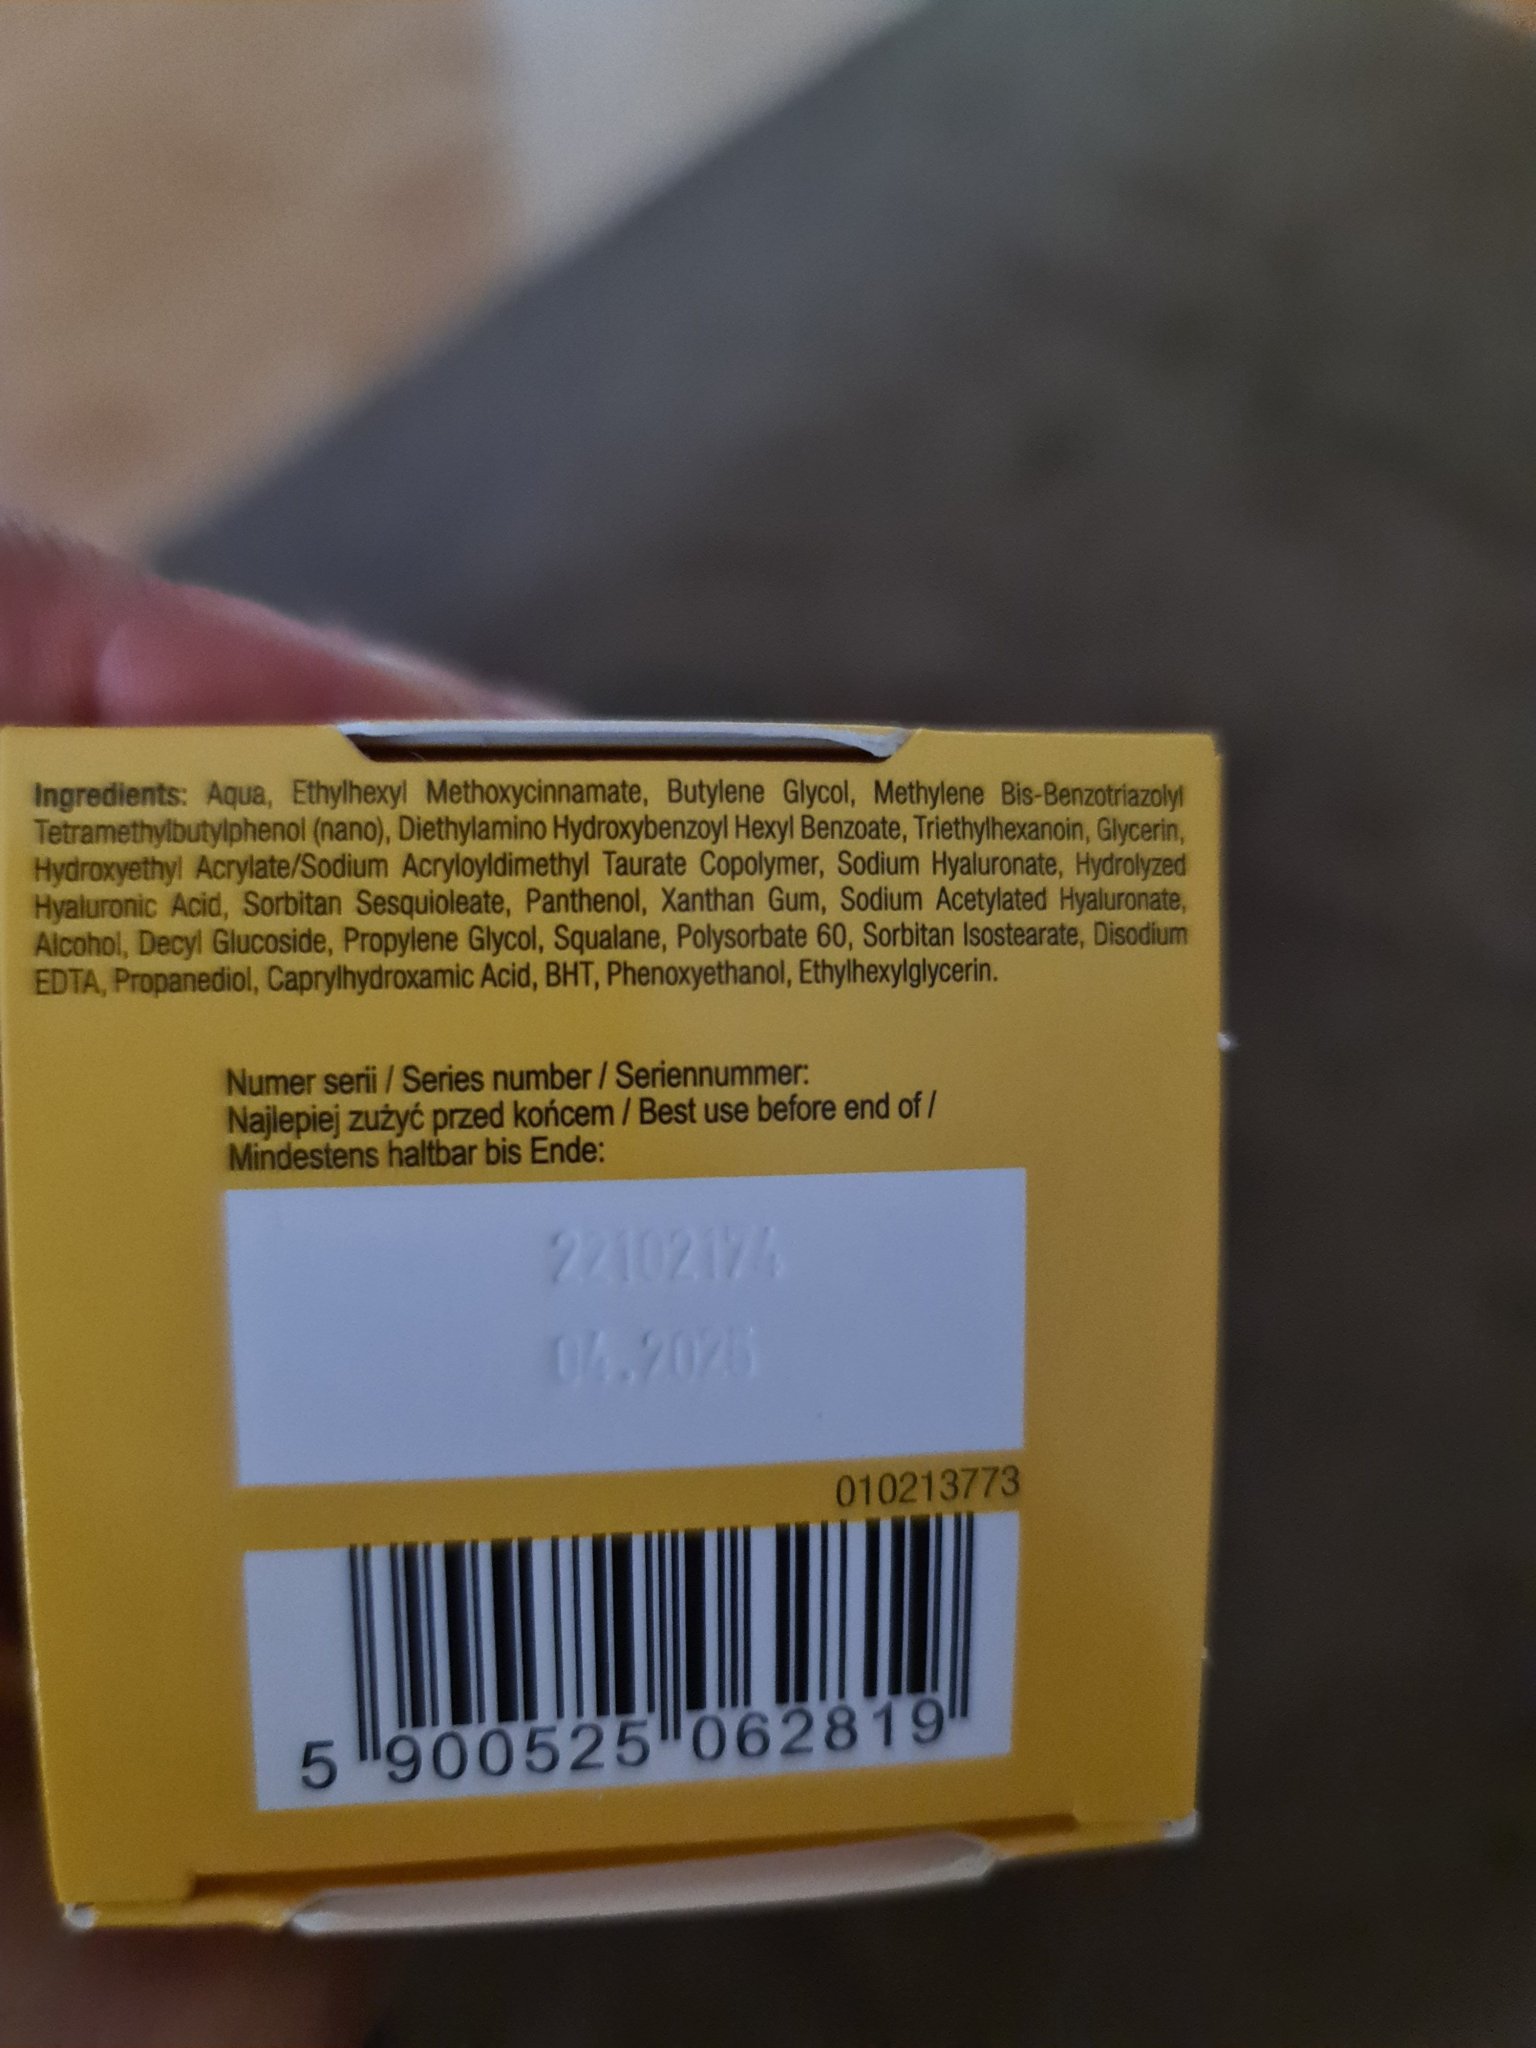 Ingredients: Aqua, Ethylhexyl Methoxycinnamate, Butylene Glycol, Methylene Bis-Benzotriazolyl
Tetramethylbutylphenol (nano), Diethylamino Hydroxybenzoyl Hexyl Benzoate, Triethylhexanoin, Glycerin,
Hydroxyethyl Acrylate/Sodium Acryloyldimethyl Taurate Copolymer, Sodium Hyaluronate, Hydrolyzed
Hyaluronic Acid, Sorbitan Sesquioleate, Panthenol, Xanthan Gum, Sodium Acetylated Hyaluronate,
Alcohol, Decyl Glucoside, Propylene Glycol, Squalane, Polysorbate 60, Sorbitan Isostearate, Disodium
EDTA, Propanediol, Caprylhydroxamic Acid, BHT, Phenoxyethanol, Ethylhexylglycerin.
Numer serii / Series number / Seriennummer:
Najlepiej zużyć przed końcem / Best use before end of /
Mindestens haltbar bis Ende:
22102174
04.2025
010213773
5 900525 062819